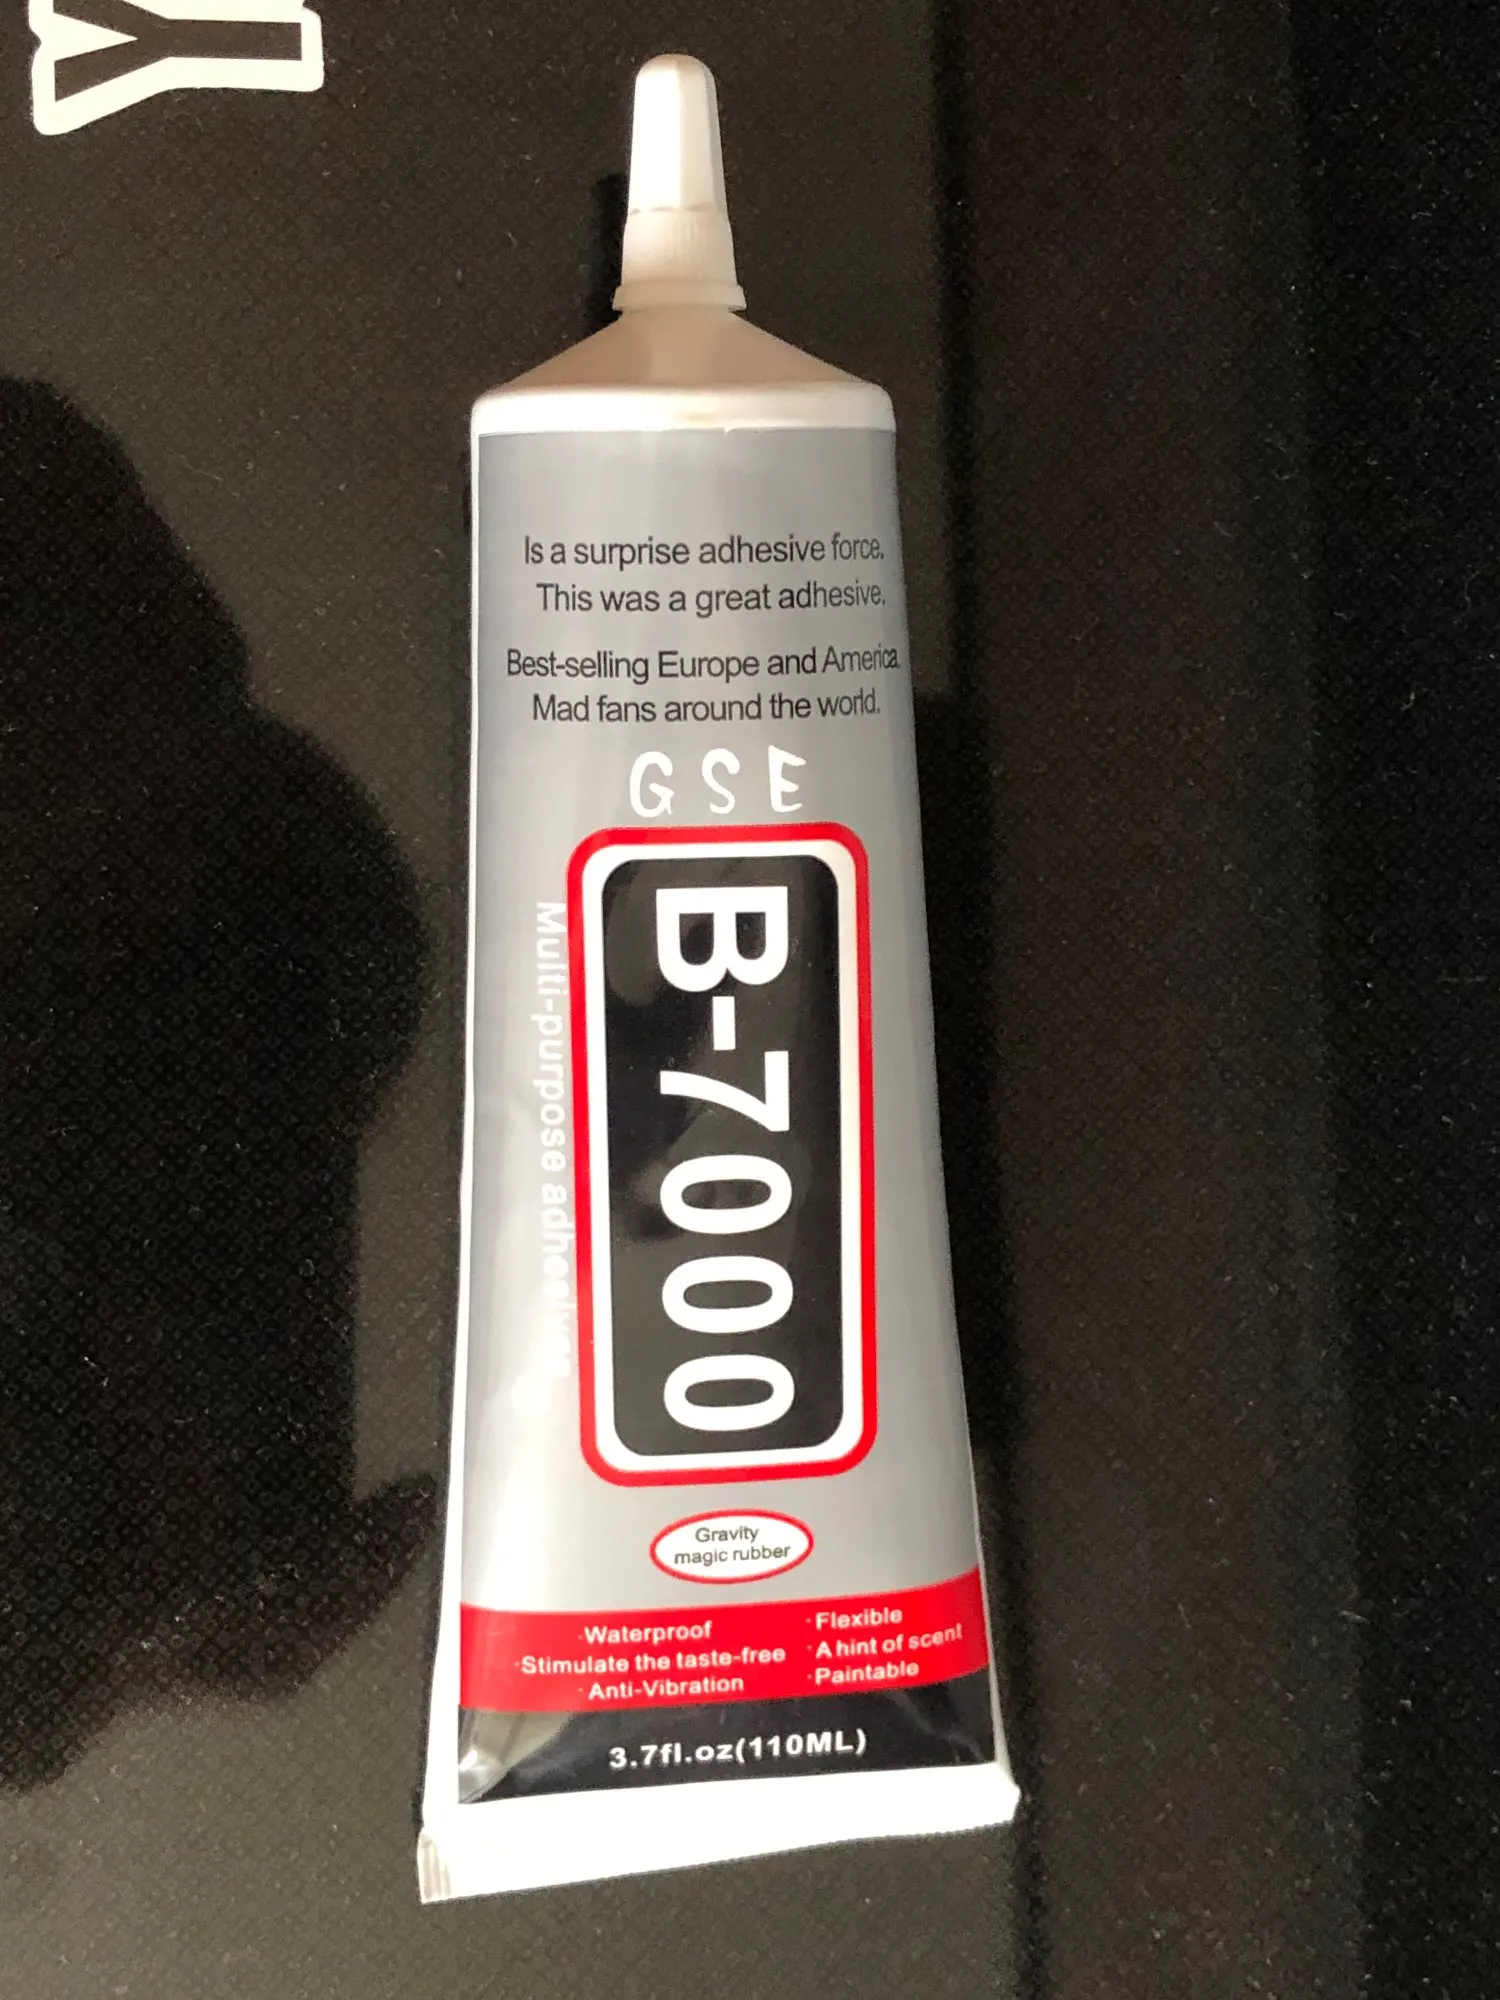 Y
Is a surprise adhesive force.
This was a great adhesive.
Best-selling Europe and America.
Mad fans around the world.
GSE
B-7000
Multi-purpose adhesives
Gravity
magic rubber
·Waterproof
·Stimulate the taste-free
·Anti-Vibration
·Flexible
·A hint of scent
·Paintable
3.7fl.oz(110ML)